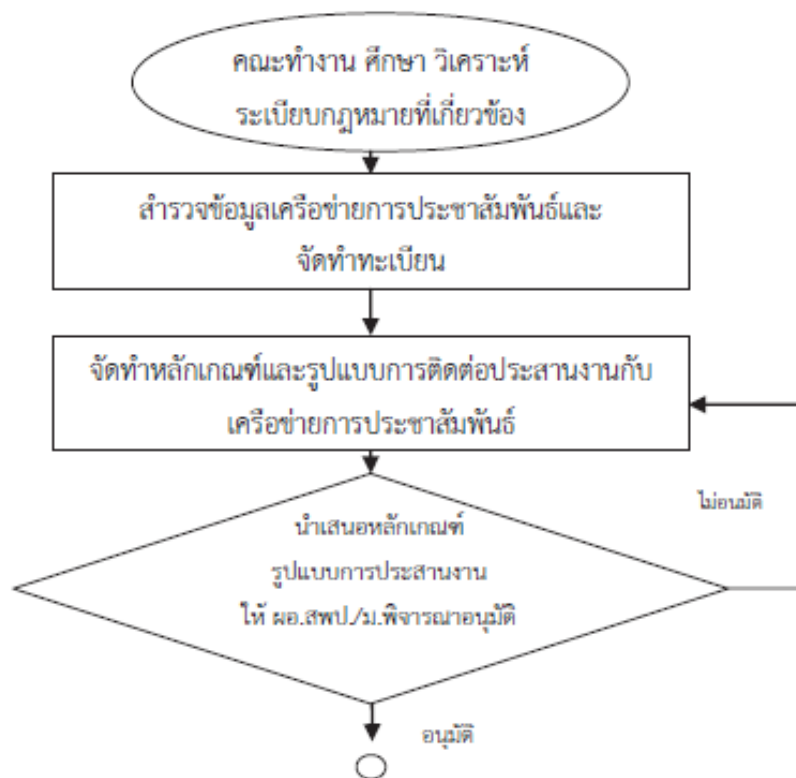 คณะทำงาน ศึกษา วิเคราะห์
ระเบียบกฎหมายที่เกี่ยวข้อง
สำรวจข้อมูลเครือข่ายการประชาสัมพันธ์และ
จัดทำทะเบียน
จัดทำหลักเกณฑ์และรูปแบบการติดต่อประสานงานกับ
เครือข่ายการประชาสัมพันธ์
นำเสนอหลักเกณฑ์
รูปแบบการประสานงาน
ให้ ผอ.สพป./ม.พิจารณาอนุมัติ
ไม่อนุมัติ
อนุมัติ